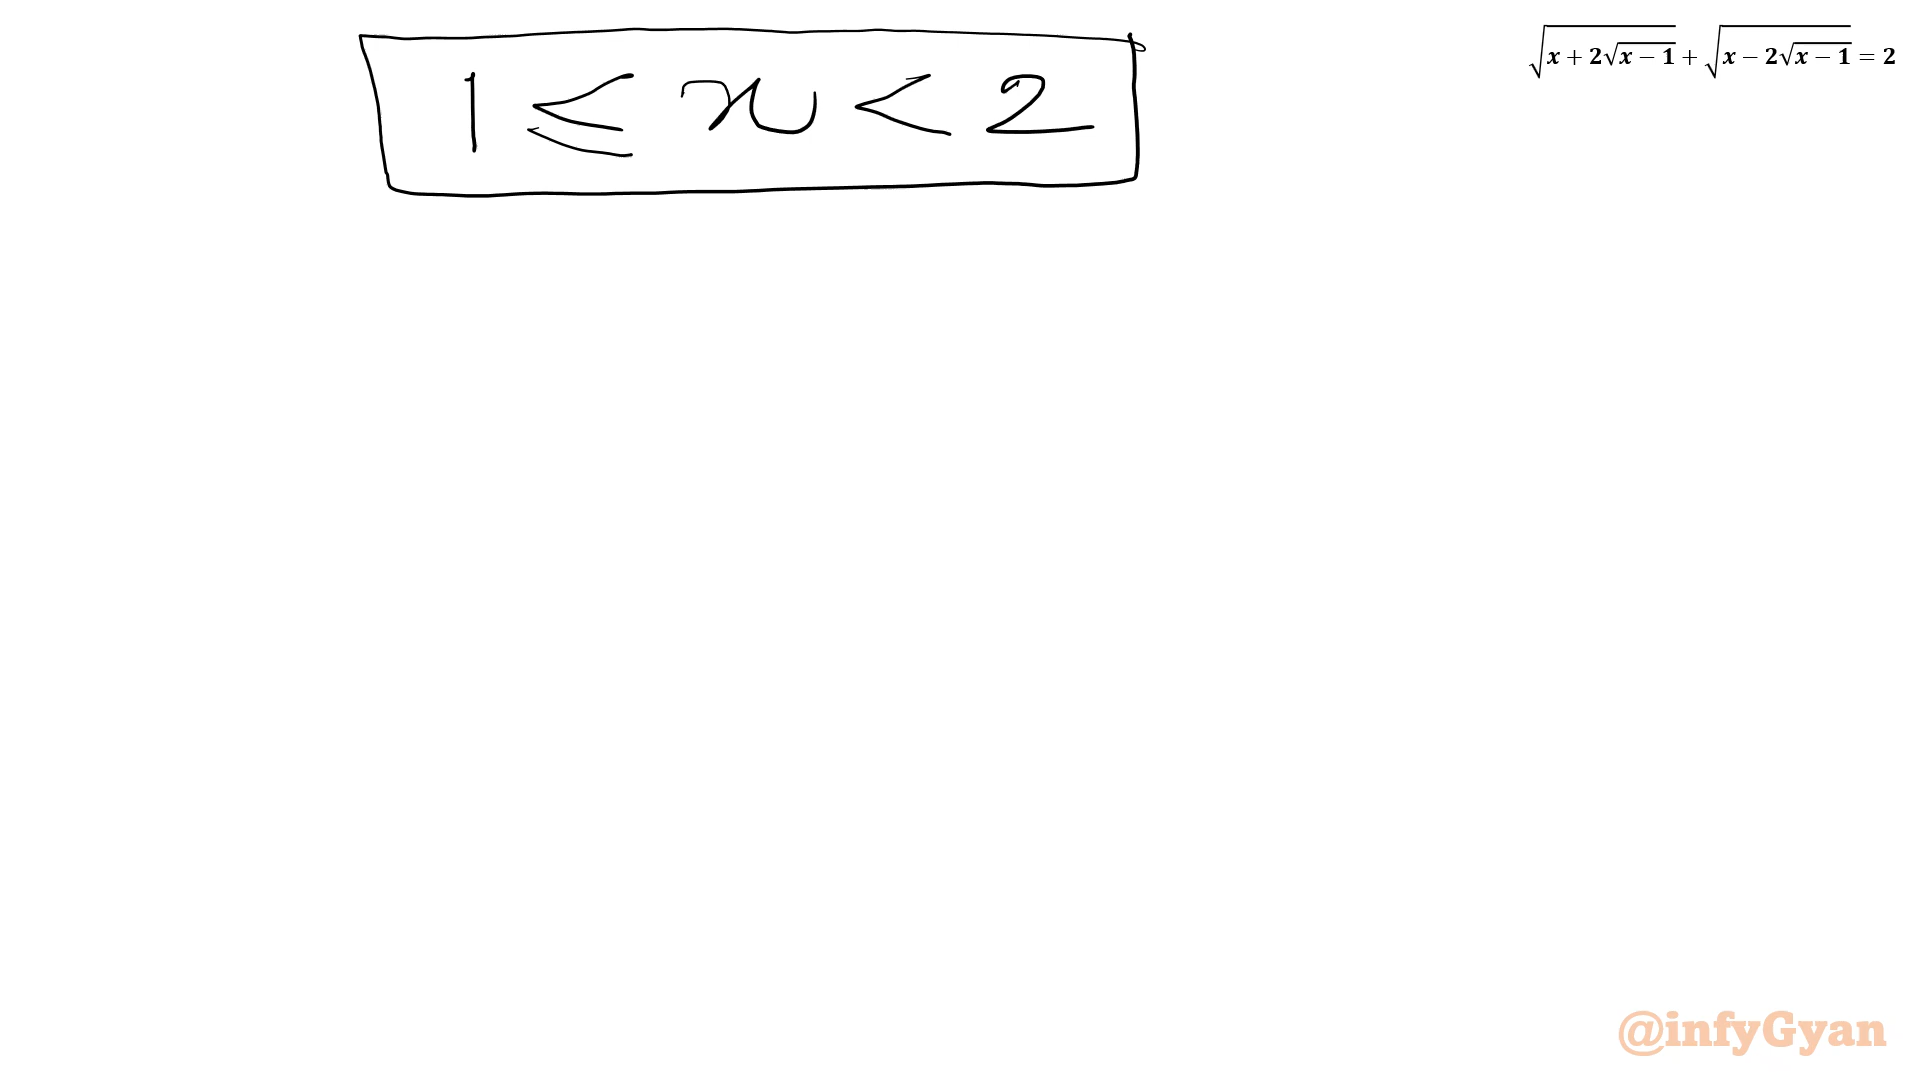 1 ≤ x < 2
√(x + 2√(x − 1)) + √(x − 2√(x − 1)) = 2
@infyGyan